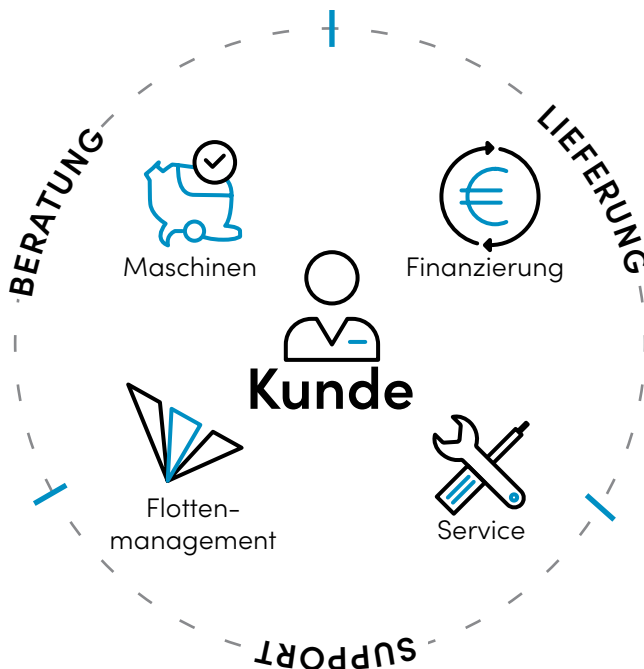 BERATUNG
LIEFERUNG
Maschinen
Finanzierung
Kunde
Flotten-
management
Service
SUPPORT